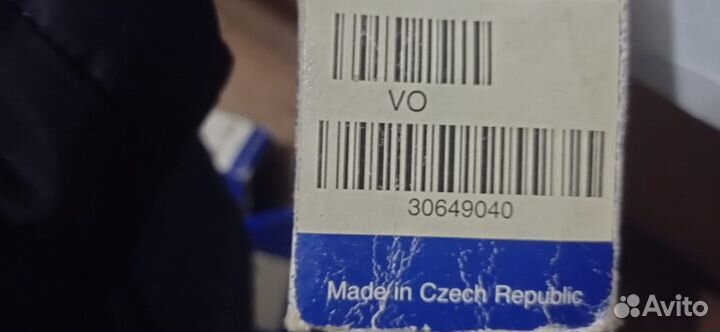 VO
30649040
Made in Czech Republic
Avito